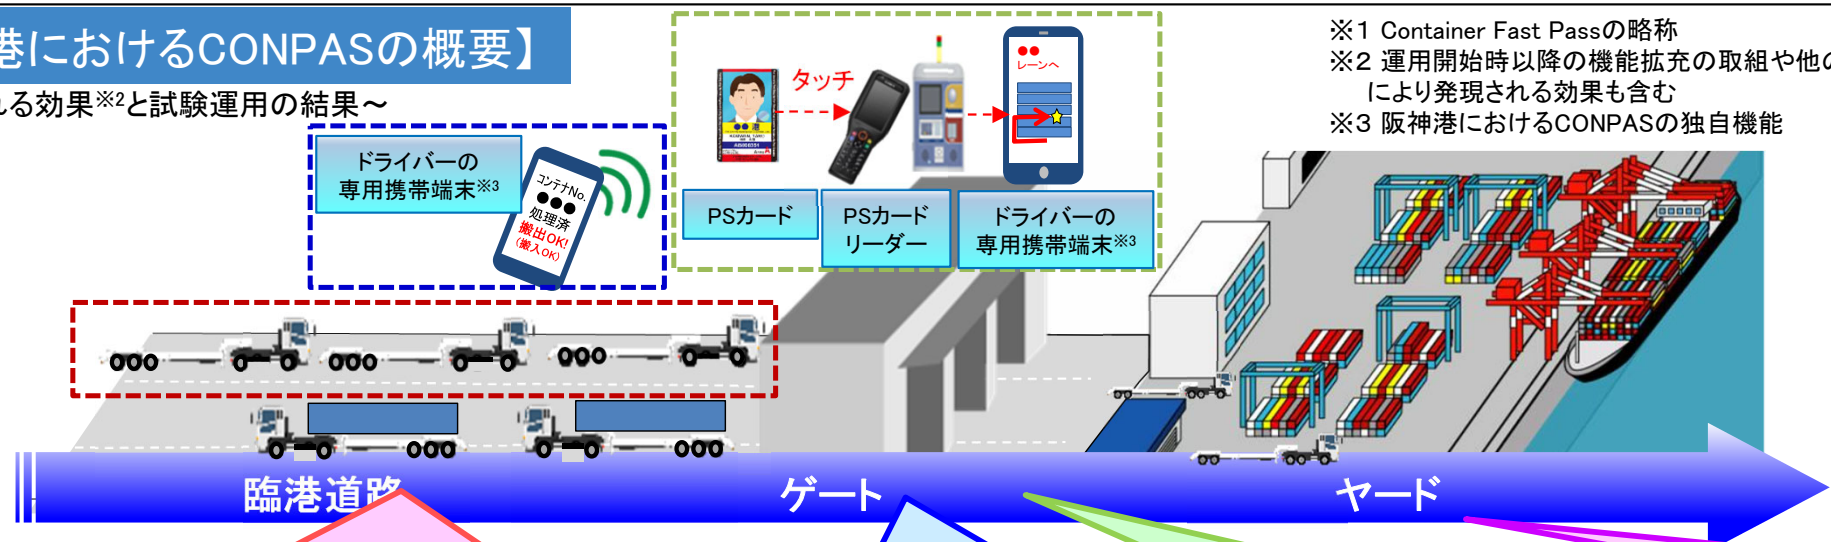 港におけるCONPASの概要】
れる効果※2と試験運用の結果～
※1 Container Fast Passの略称
※2 運用開始時以降の機能拡充の取組や他の
により発現される効果も含む
※3 阪神港におけるCONPASの独自機能
ドライバーの
専用携帯端末※3
コンテナNo.
●●●
処理済
搬出OK!
(搬入OK)
タッチ
●●
レーンへ
PSカード
PSカード
リーダー
ドライバーの
専用携帯端末※3
臨港道路
ゲート
ヤード